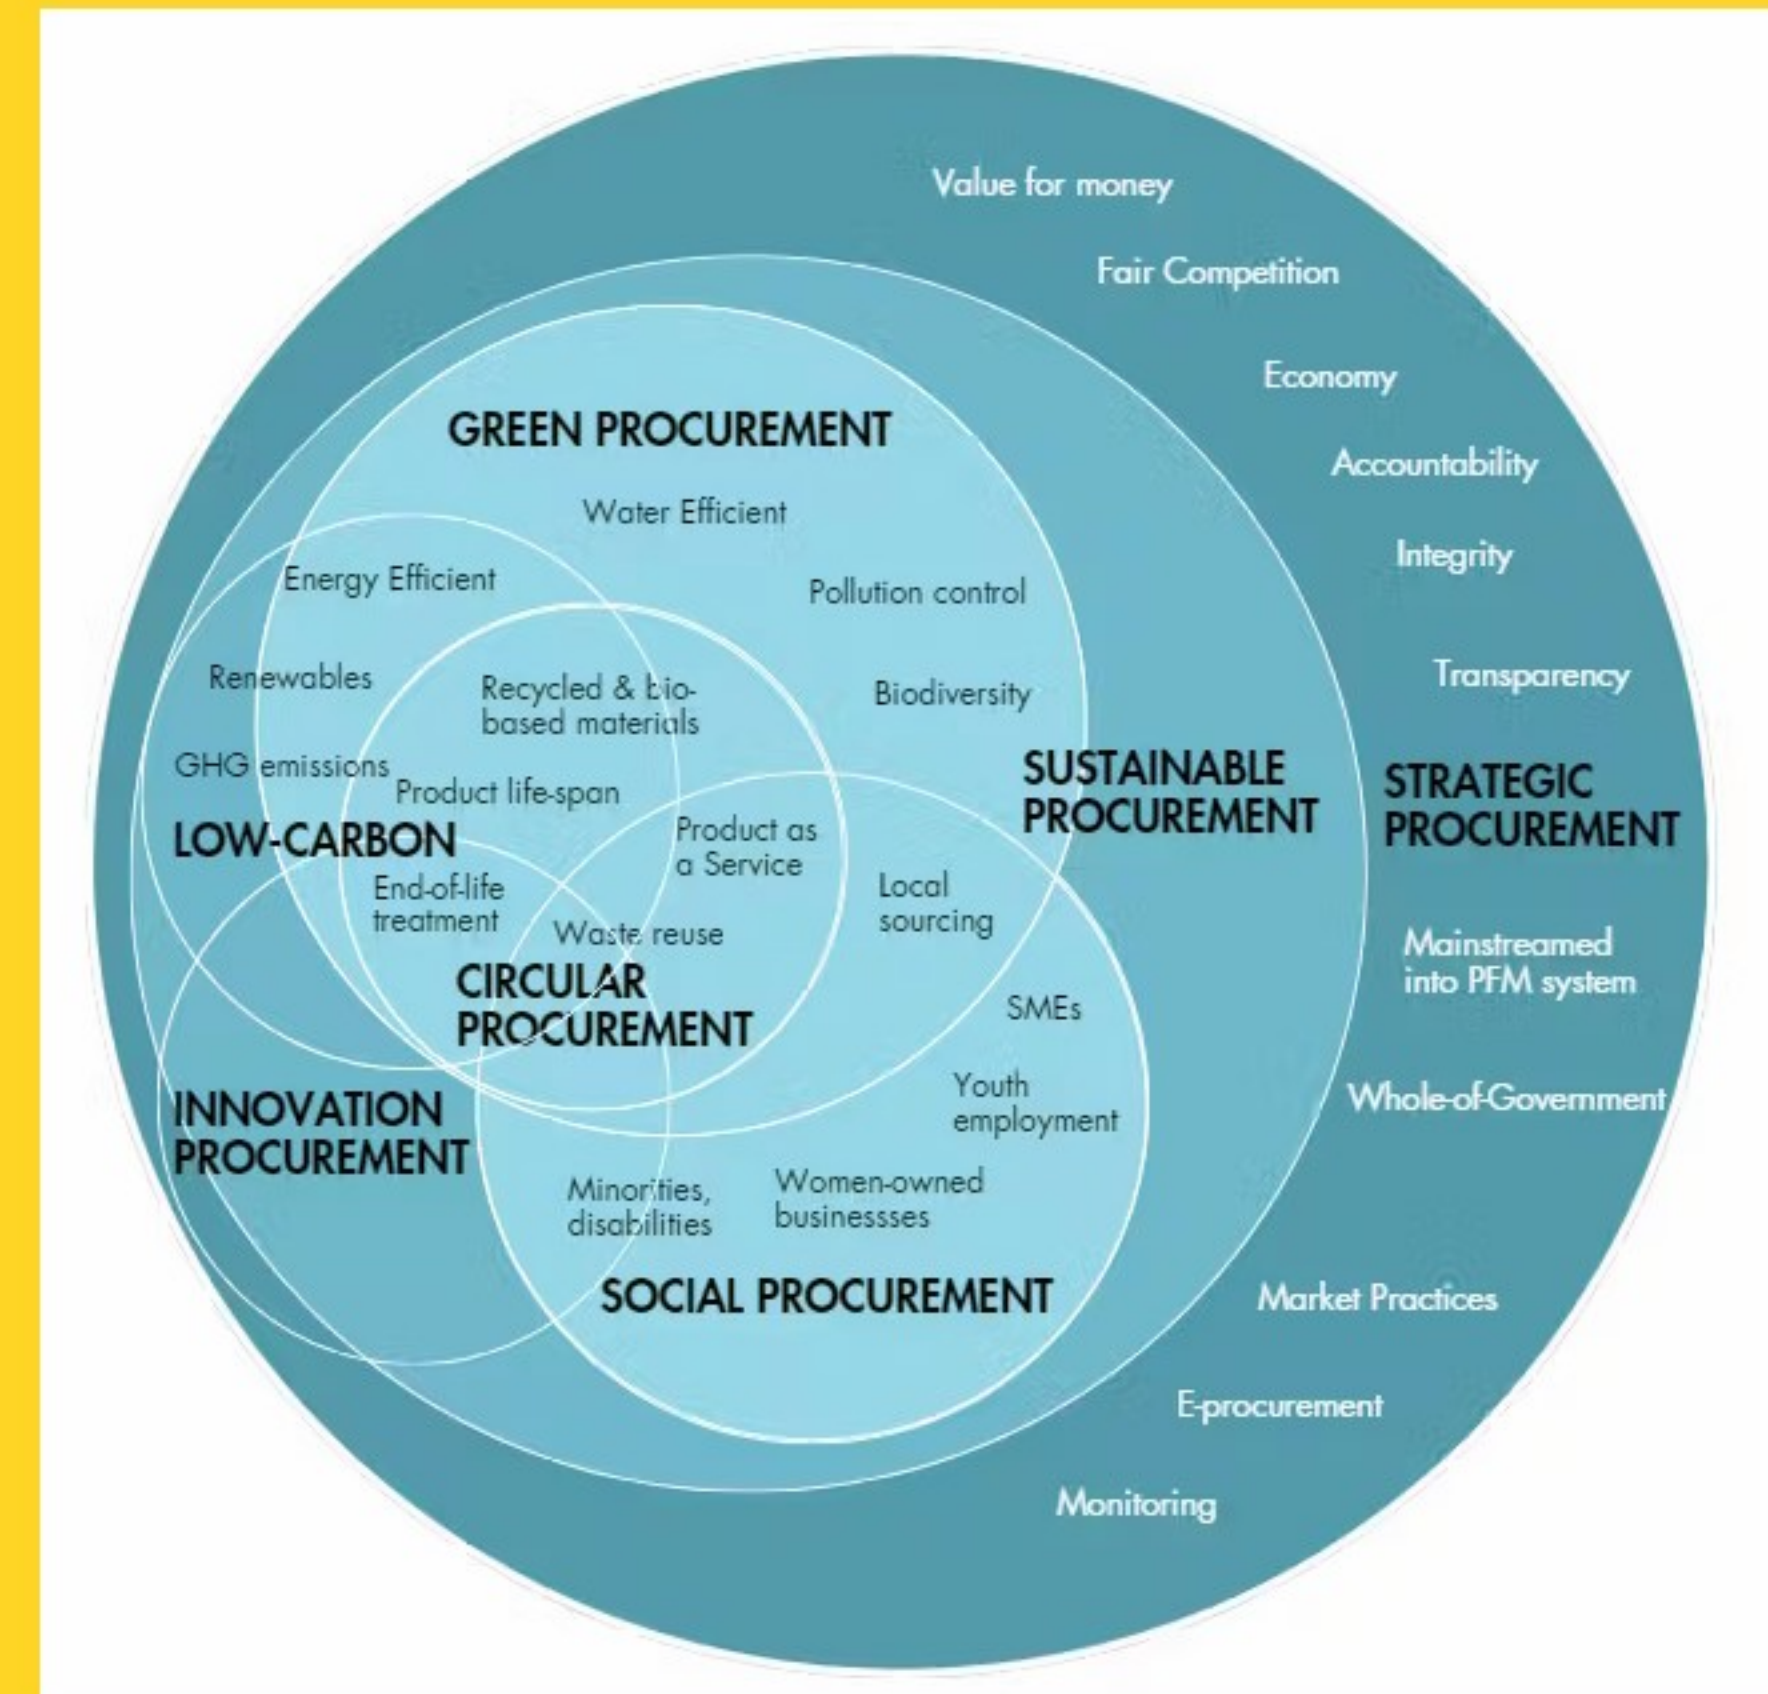 Value for money
Fair Competition
Economy
Accountability
Integrity
Transparency
STRATEGIC
PROCUREMENT
Mainstreamed
into PFM system
Whole-of-Government
Market Practices
E-procurement
Monitoring
SUSTAINABLE
PROCUREMENT
GREEN PROCUREMENT
Water Efficient
Energy Efficient
Pollution control
Renewables
Recycled & bio-
based materials
Biodiversity
GHG emissions
Product life-span
LOW-CARBON
Product as
a Service
End-of-life
treatment
Local
sourcing
Waste reuse
CIRCULAR
PROCUREMENT
SMEs
Youth
employment
INNOVATION
PROCUREMENT
Minorities,
disabilities
Women-owned
businessses
SOCIAL PROCUREMENT